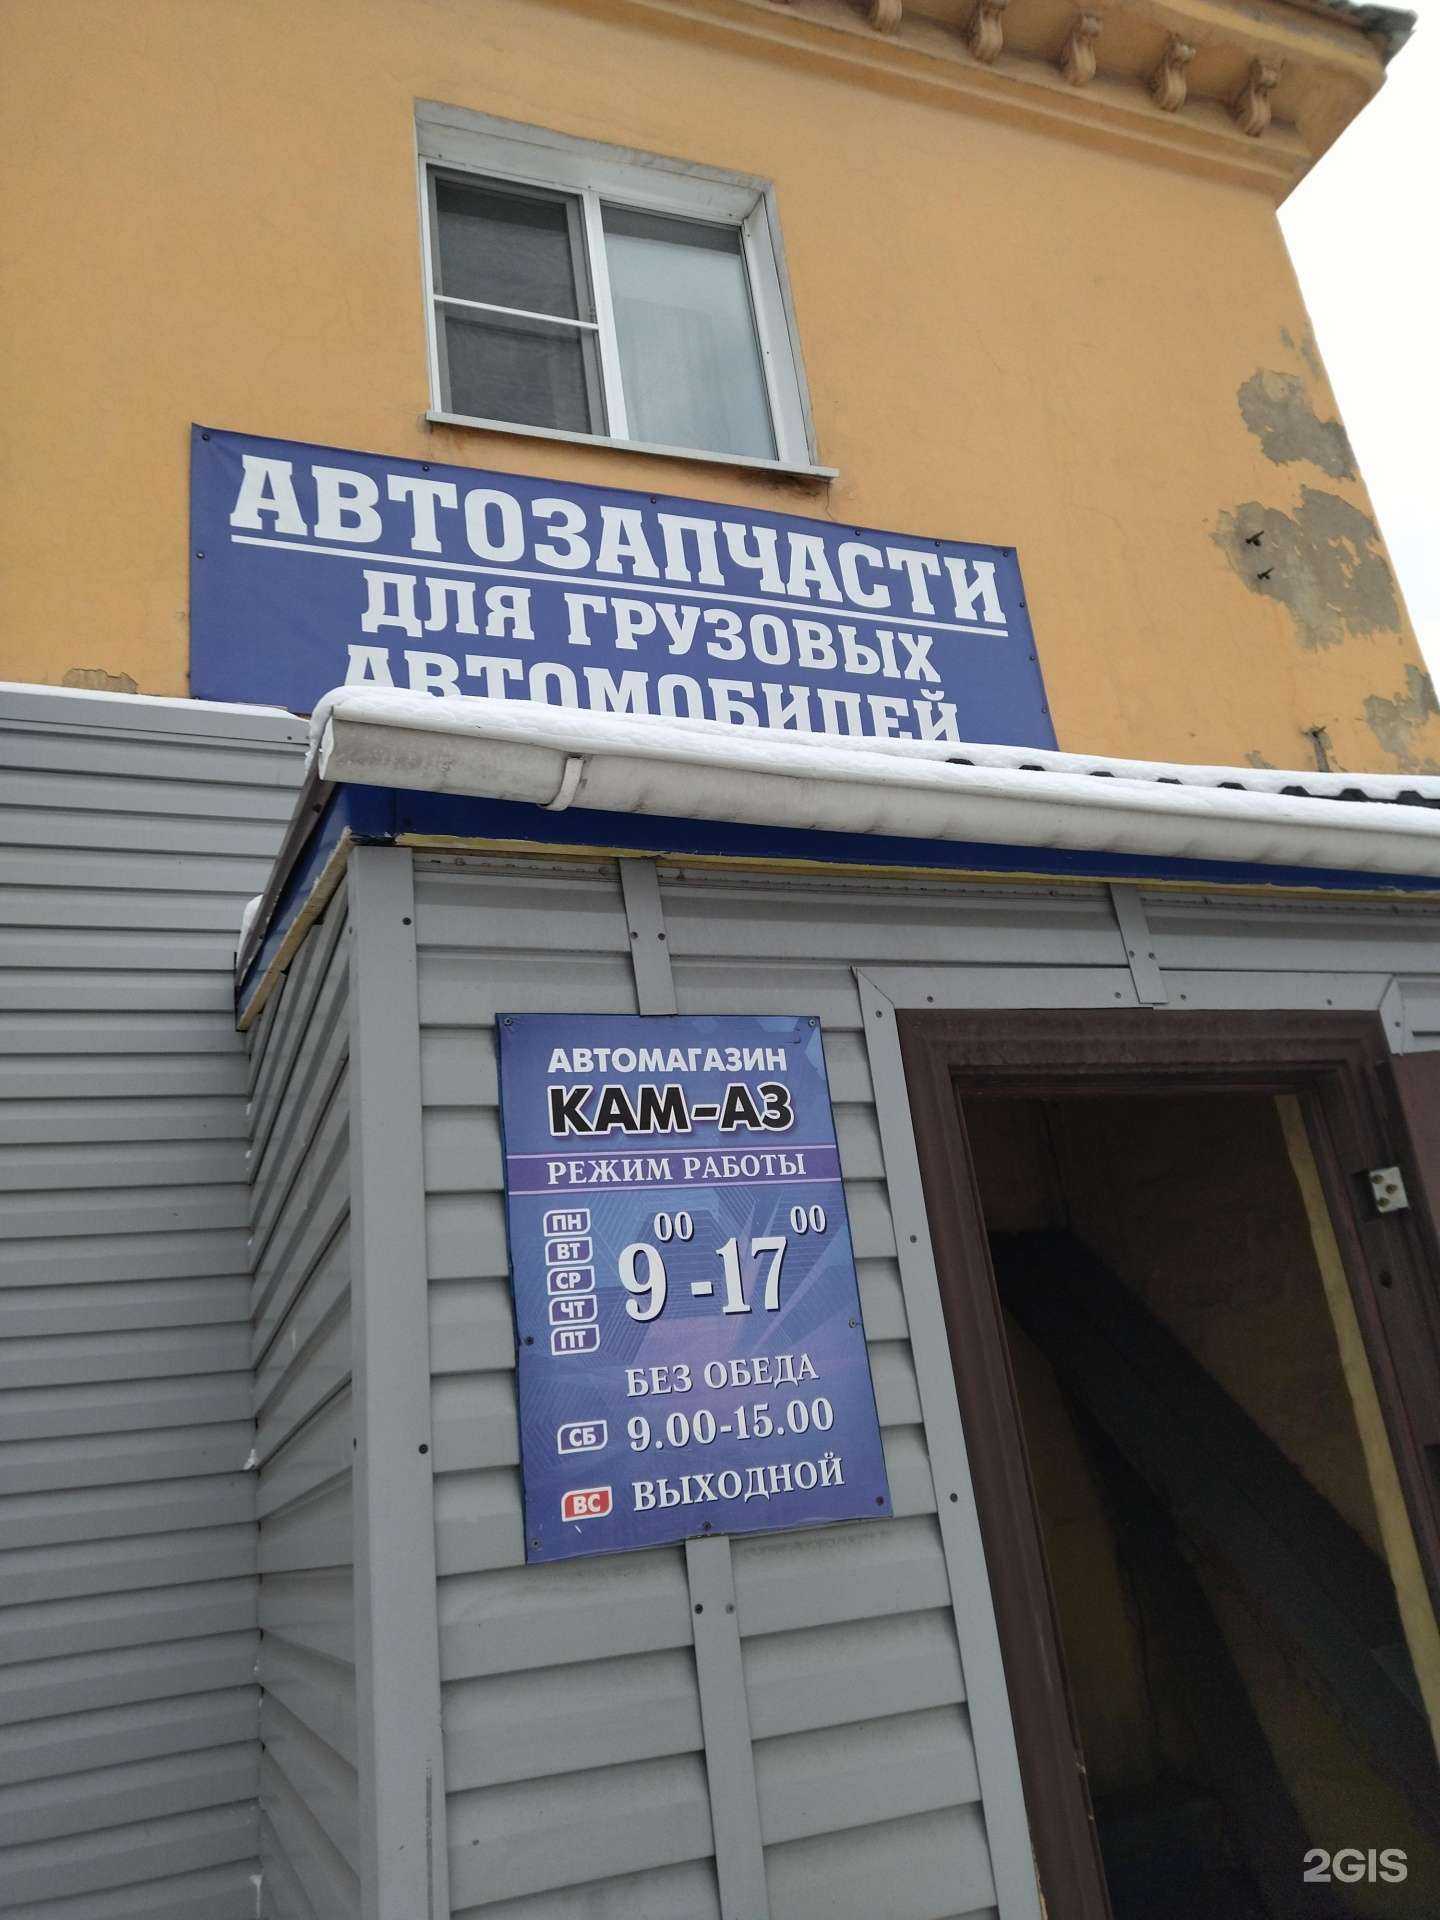 АВТОЗАПЧАСТИ
ДЛЯ ГРУЗОВЫХ
АВТОМОБИЛЕЙ
АВТОМАГАЗИН
КАМ-АЗ
РЕЖИМ РАБОТЫ
ПН
ВТ
СР
ЧТ
ПТ
9 00 - 17 00
БЕЗ ОБЕДА
СБ 9.00-15.00
ВС ВЫХОДНОЙ
2GIS